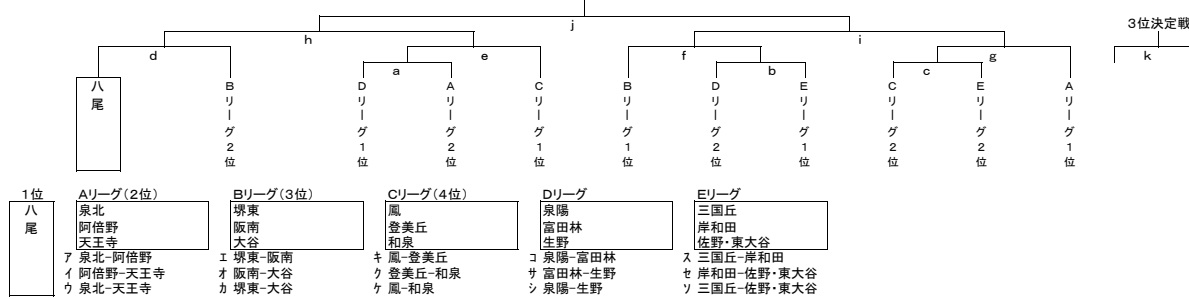 j
3位決定戦
h
i
d
e
f
g
k
a
b
c
八尾
Bリーグ2位
Dリーグ1位
Aリーグ2位
Cリーグ1位
Bリーグ1位
Dリーグ2位
Eリーグ1位
Cリーグ2位
Eリーグ2位
Aリーグ1位
1位
八尾
Aリーグ(2位)
泉北
阿倍野
天王寺
ア 泉北−阿倍野
イ 阿倍野−天王寺
ウ 泉北−天王寺
Bリーグ(3位)
堺東
阪南
大谷
エ 堺東−阪南
オ 阪南−大谷
カ 堺東−大谷
Cリーグ(4位)
鳳
登美丘
和泉
キ 鳳−登美丘
ク 登美丘−和泉
ケ 鳳−和泉
Dリーグ
泉陽
富田林
生野
コ 泉陽−富田林
サ 富田林−生野
シ 泉陽−生野
Eリーグ
三国丘
岸和田
佐野・東大谷
ス 三国丘−岸和田
セ 岸和田−佐野・東大谷
ソ 三国丘−佐野・東大谷